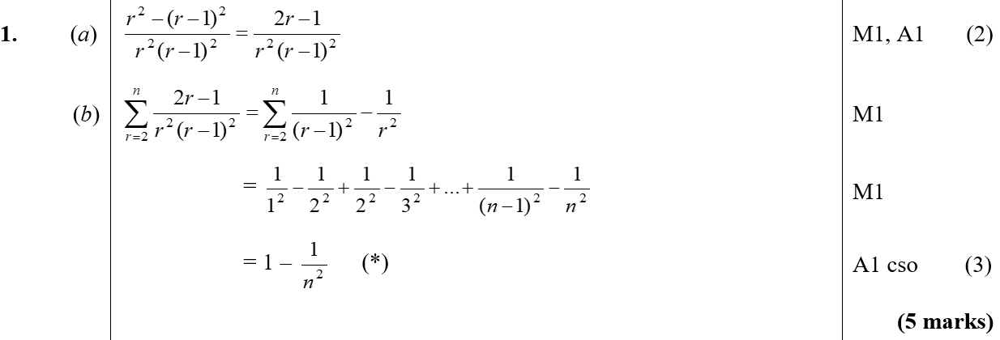 1. (a) \frac{r^2-(r-1)^2}{r^2(r-1)^2} = \frac{2r-1}{r^2(r-1)^2} M1, A1 (2)
(b) \sum_{r=2}^{n} \frac{2r-1}{r^2(r-1)^2} = \sum_{r=2}^{n} \frac{1}{(r-1)^2} - \frac{1}{r^2} M1
= \frac{1}{1^2} - \frac{1}{2^2} + \frac{1}{2^2} - \frac{1}{3^2} + ... + \frac{1}{(n-1)^2} - \frac{1}{n^2} M1
= 1 - \frac{1}{n^2} (*) A1 cso (3)
(5 marks)